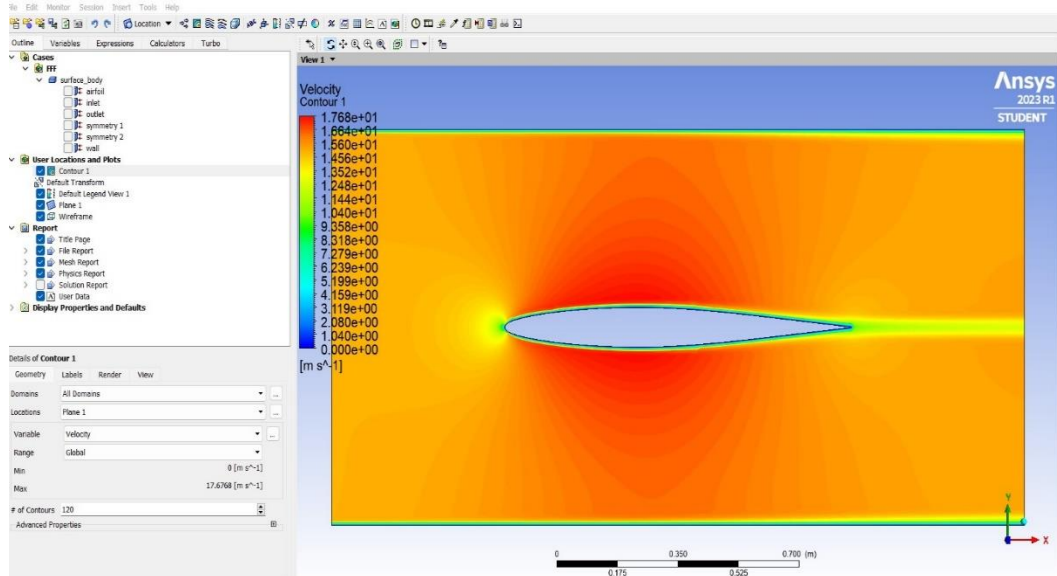 File Edit Monitor Session Insert Tools Help
Location
Outline Variables Expressions Calculators Turbo
Cases
FFF
surface_body
airfoil
inlet
outlet
symmetry 1
symmetry 2
wall
User Locations and Plots
Contour 1
Default Transform
Default Legend View 1
Plane 1
Wireframe
Report
Title Page
File Report
Mesh Report
Physics Report
Solution Report
User Data
Display Properties and Defaults
Details of Contour 1
Geometry Labels Render View
Domains All Domains
Locations Plane 1
Variable Velocity
Range Global
Min 0 [m s^-1]
Max 17.6768 [m s^-1]
# of Contours 120
Advanced Properties
View 1
Velocity
Contour 1
1.768e+01
1.664e+01
1.560e+01
1.456e+01
1.352e+01
1.248e+01
1.144e+01
1.040e+01
9.358e+00
8.318e+00
7.279e+00
6.239e+00
5.199e+00
4.159e+00
3.119e+00
2.080e+00
1.040e+00
0.000e+00
[m s^-1]
Ansys
2023 R1
STUDENT
Y
X
0 0.350 0.700 (m)
0.175 0.525